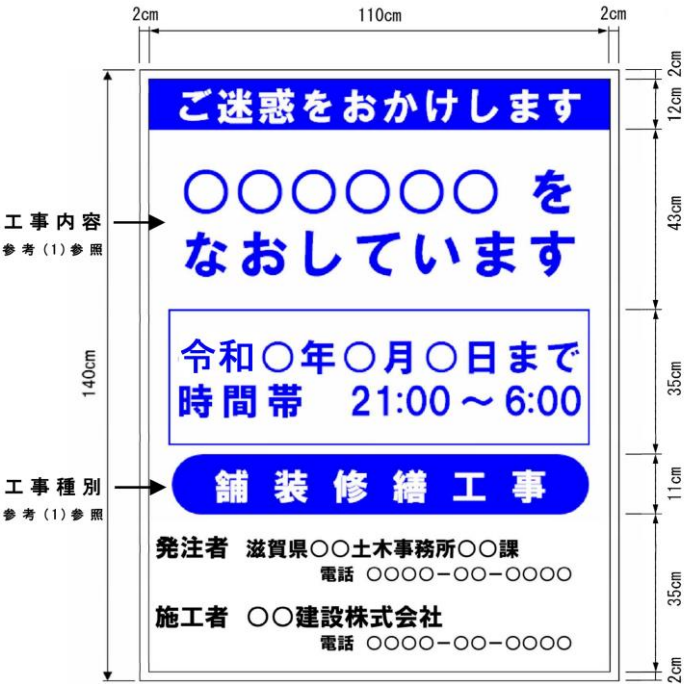 2cm
110cm
2cm
2cm
12cm
43cm
35cm
11cm
35cm
2cm
140cm
ご迷惑をおかけします
○○○○○○ を
なおしています
工事内容
参考(1)参照
令和○年○月○日まで
時間帯 21:00～6:00
工事種別
参考(1)参照
舗装修繕工事
発注者 滋賀県○○土木事務所○○課
電話 ○○○○－○○－○○○○
施工者 ○○建設株式会社
電話 ○○○○－○○－○○○○